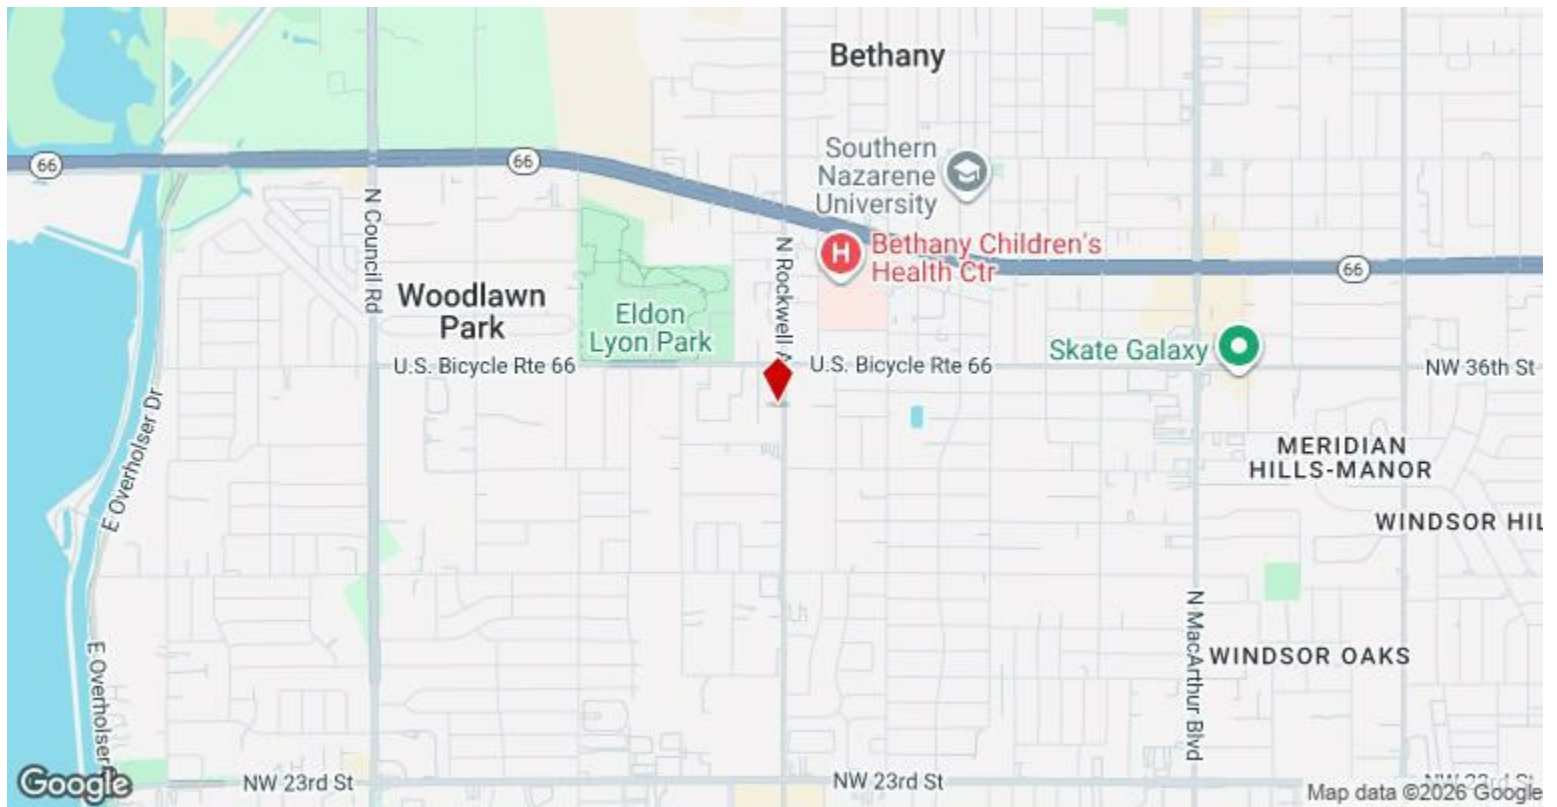 Bethany
66
66
Southern
Nazarene
University
N Council Rd
N Rockwell A
Bethany Children's
Health Ctr
H
66
Woodlawn
Park
Eldon
Lyon Park
Skate Galaxy
U.S. Bicycle Rte 66
U.S. Bicycle Rte 66
NW 36th St
E Overholser Dr
MERIDIAN
HILLS-MANOR
WINDSOR HIL
N MacArthur Blvd
WINDSOR OAKS
E Overholser
NW 23rd St
NW 23rd St
Google
Map data ©2026 Google